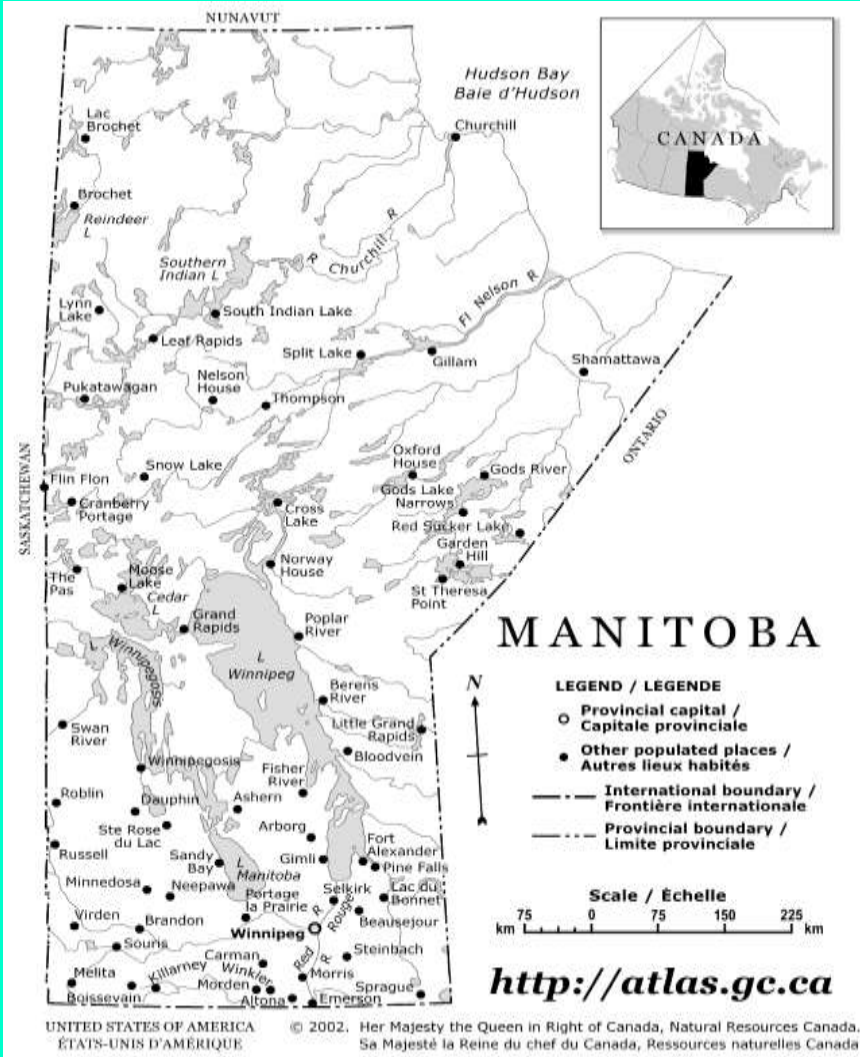 NUNAVUT
Hudson Bay
Baie d'Hudson
CANADA
Lac
Brochet
Churchill
Brochet
Reindeer
L
R Churchill R
Southern
Indian L
Fl Nelson R
Lynn
Lake
South Indian Lake
Leaf Rapids
Split Lake
Gillam
Shamattawa
Pukatawagan
Nelson
House
Thompson
ONTARIO
Oxford
House
Gods River
Snow Lake
Flin Flon
Gods Lake
Narrows
Cranberry
Portage
Cross
Lake
Red Sucker Lake
SASKATCHEWAN
Garden
Hill
Norway
House
The
Pas
Moose
Lake
Cedar
L
St Theresa
Point
Grand
Rapids
Poplar
River
MANITOBA
L Winnipegosis
L
Winnipeg
N
LEGEND / LÉGENDE
Berens
River
Provincial capital /
Capitale provinciale
Swan
River
Little Grand
Rapids
Other populated places /
Autres lieux habités
Bloodvein
Winnipegosis
Fisher
River
International boundary /
Frontière internationale
Roblin
Dauphin
Ashern
Provincial boundary /
Limite provinciale
Ste Rose
du Lac
Arborg
Russell
Sandy
Bay
L
Manitoba
Gimli
Fort
Alexander
Pine Falls
Minnedosa
Neepawa
Portage
la Prairie
Selkirk
Lac du
Bonnet
Scale / Échelle
75 0 75 150 225
km km
Virden
Brandon
Winnipeg
R Rouge
Beausejour
Souris
Carman
Red R
Steinbach
Melita
Killarney
Winkler
Morris
Boissevain
Morden
Altona
Emerson
Sprague
http://atlas.gc.ca
UNITED STATES OF AMERICA
ÉTATS-UNIS D'AMÉRIQUE
© 2002. Her Majesty the Queen in Right of Canada, Natural Resources Canada.
Sa Majesté la Reine du chef du Canada, Ressources naturelles Canada